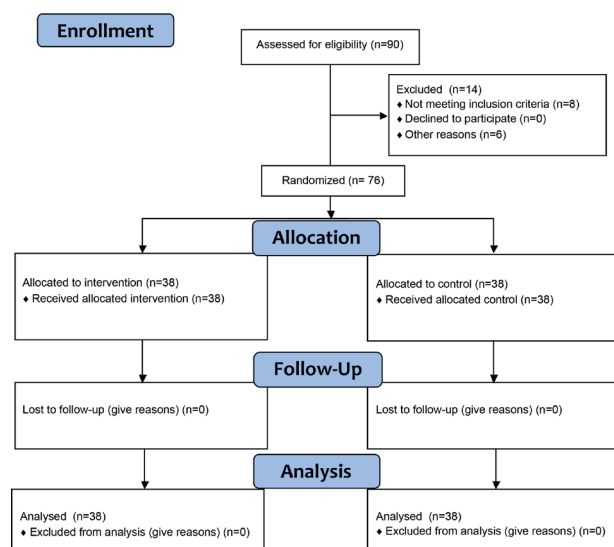 Enrollment
Assessed for eligibility (n=90)
Excluded (n=14)
♦ Not meeting inclusion criteria (n=8)
♦ Declined to participate (n=0)
♦ Other reasons (n=6)
Randomized (n= 76)
Allocation
Allocated to intervention (n=38)
♦ Received allocated intervention (n=38)
Allocated to control (n=38)
♦ Received allocated control (n=38)
Follow-Up
Lost to follow-up (give reasons) (n=0)
Lost to follow-up (give reasons) (n=0)
Analysis
Analysed (n=38)
♦ Excluded from analysis (give reasons) (n=0)
Analysed (n=38)
♦ Excluded from analysis (give reasons) (n=0)